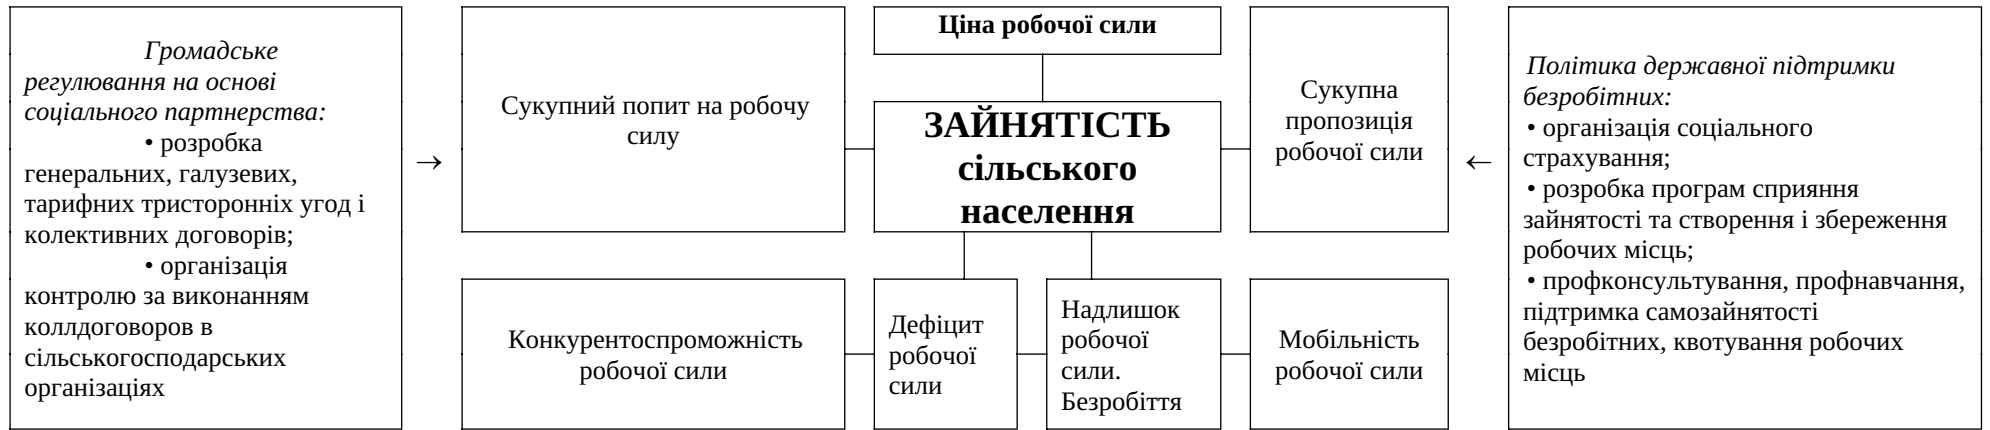 Громадське
регулювання на основі
соціального партнерства:
• розробка
генеральних, галузевих,
тарифних тристоронніх угод і
колективних договорів;
• організація
контролю за виконанням
коллдоговоров в
сільськогосподарських
організаціях
→
Сукупний попит на робочу
силу
Ціна робочої сили
ЗАЙНЯТІСТЬ
сільського
населення
Сукупна
пропозиція
робочої сили
Конкурентоспроможність
робочої сили
Дефіцит
робочої
сили
Надлишок
робочої
сили.
Безробіття
Мобільність
робочої сили
←
Політика державної підтримки
безробітних:
• організація соціального
страхування;
• розробка програм сприяння
зайнятості та створення і збереження
робочих місць;
• профконсультування, профнавчання,
підтримка самозайнятості
безробітних, квотування робочих
місць